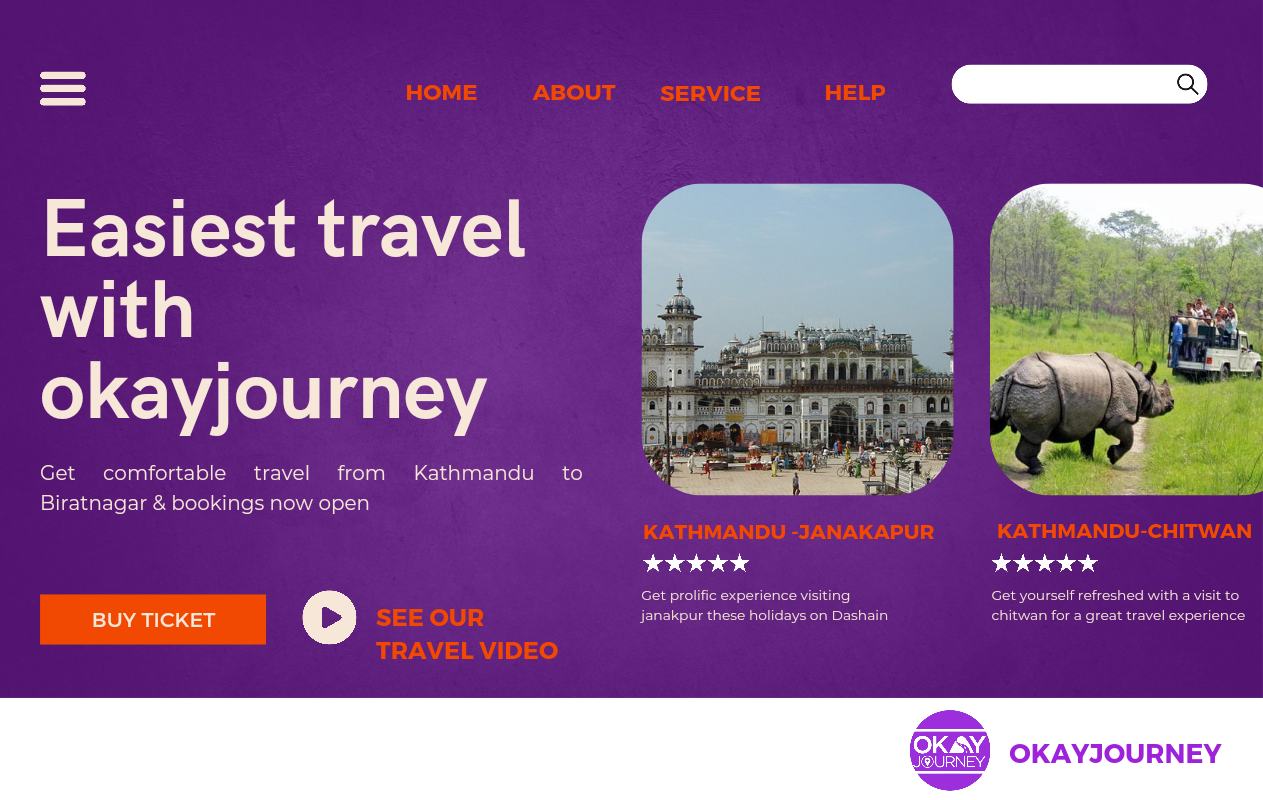 HOME ABOUT SERVICE HELP
Easiest travel
with
okayjourney
Get comfortable travel from Kathmandu to
Biratnagar & bookings now open
BUY TICKET
SEE OUR
TRAVEL VIDEO
KATHMANDU -JANAKAPUR
Get prolific experience visiting
janakpur these holidays on Dashain
KATHMANDU-CHITWAN
Get yourself refreshed with a visit to
chitwan for a great travel experience
OKAY
JOURNEY
OKAYJOURNEY